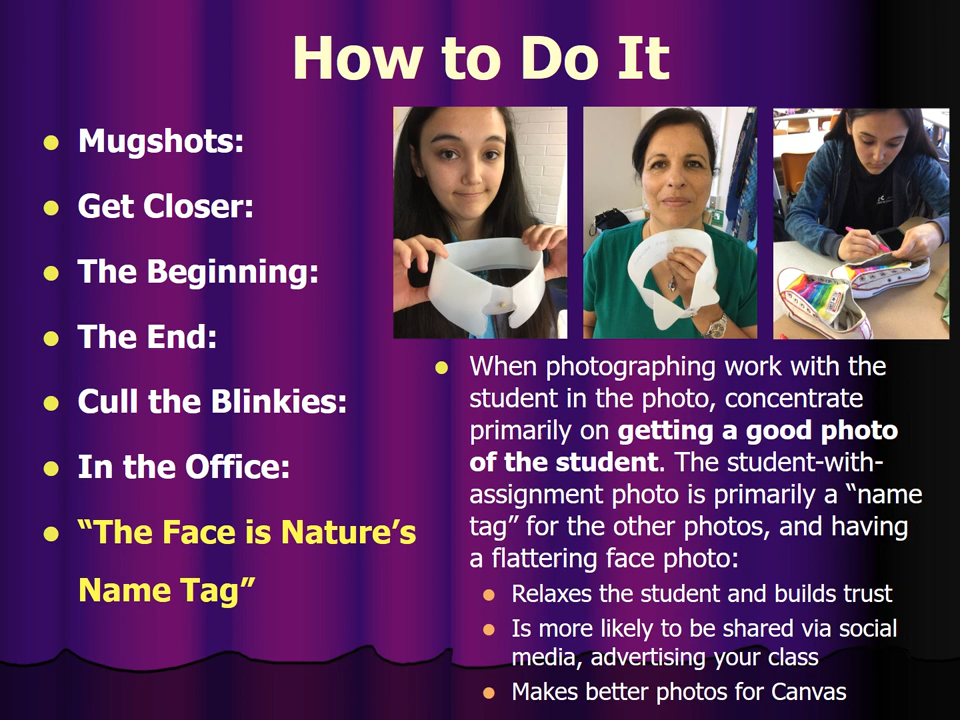 How to Do It
Mugshots:
Get Closer:
The Beginning:
The End:
Cull the Blinkies:
In the Office:
“The Face is Nature’s
Name Tag”
When photographing work with the
student in the photo, concentrate
primarily on getting a good photo
of the student. The student-with-
assignment photo is primarily a “name
tag” for the other photos, and having
a flattering face photo:
Relaxes the student and builds trust
Is more likely to be shared via social
media, advertising your class
Makes better photos for Canvas